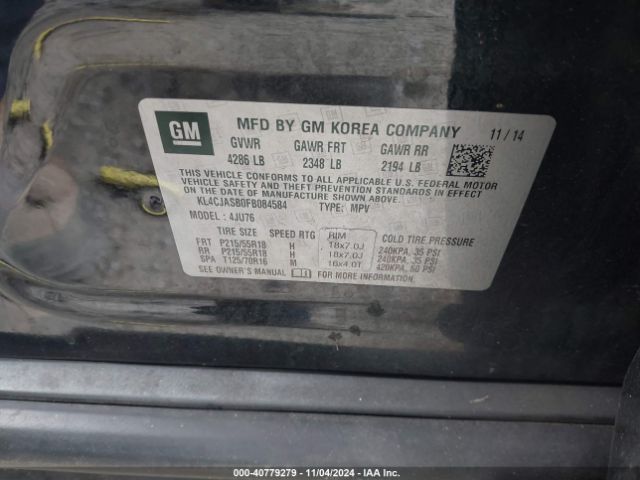 GM
MFD BY GM KOREA COMPANY 11/14
GVWR GAWR FRT GAWR RR
4286 LB 2348 LB 2194 LB
THIS VEHICLE CONFORMS TO ALL APPLICABLE U.S. FEDERAL MOTOR
VEHICLE SAFETY, BUMPER, AND THEFT PREVENTION STANDARDS IN EFFECT ON THE
DATE OF MANUFACTURE SHOWN ABOVE.
KL4CJASB0FB084584 TYPE: MPV
MODEL: 4JU76
TIRE SIZE SPEED RTG RIM COLD TIRE PRESSURE
FRT P215/55R18 H 18x7.0J 240KPA, 35 PSI
RR P215/55R18 H 18x7.0J 240KPA, 35 PSI
SPA T125/70R16 M 16x4.0T 420KPA, 60 PSI
SEE OWNER'S MANUAL FOR MORE INFORMATION.
000-40779279 - 11/04/2024 - IAA Inc.